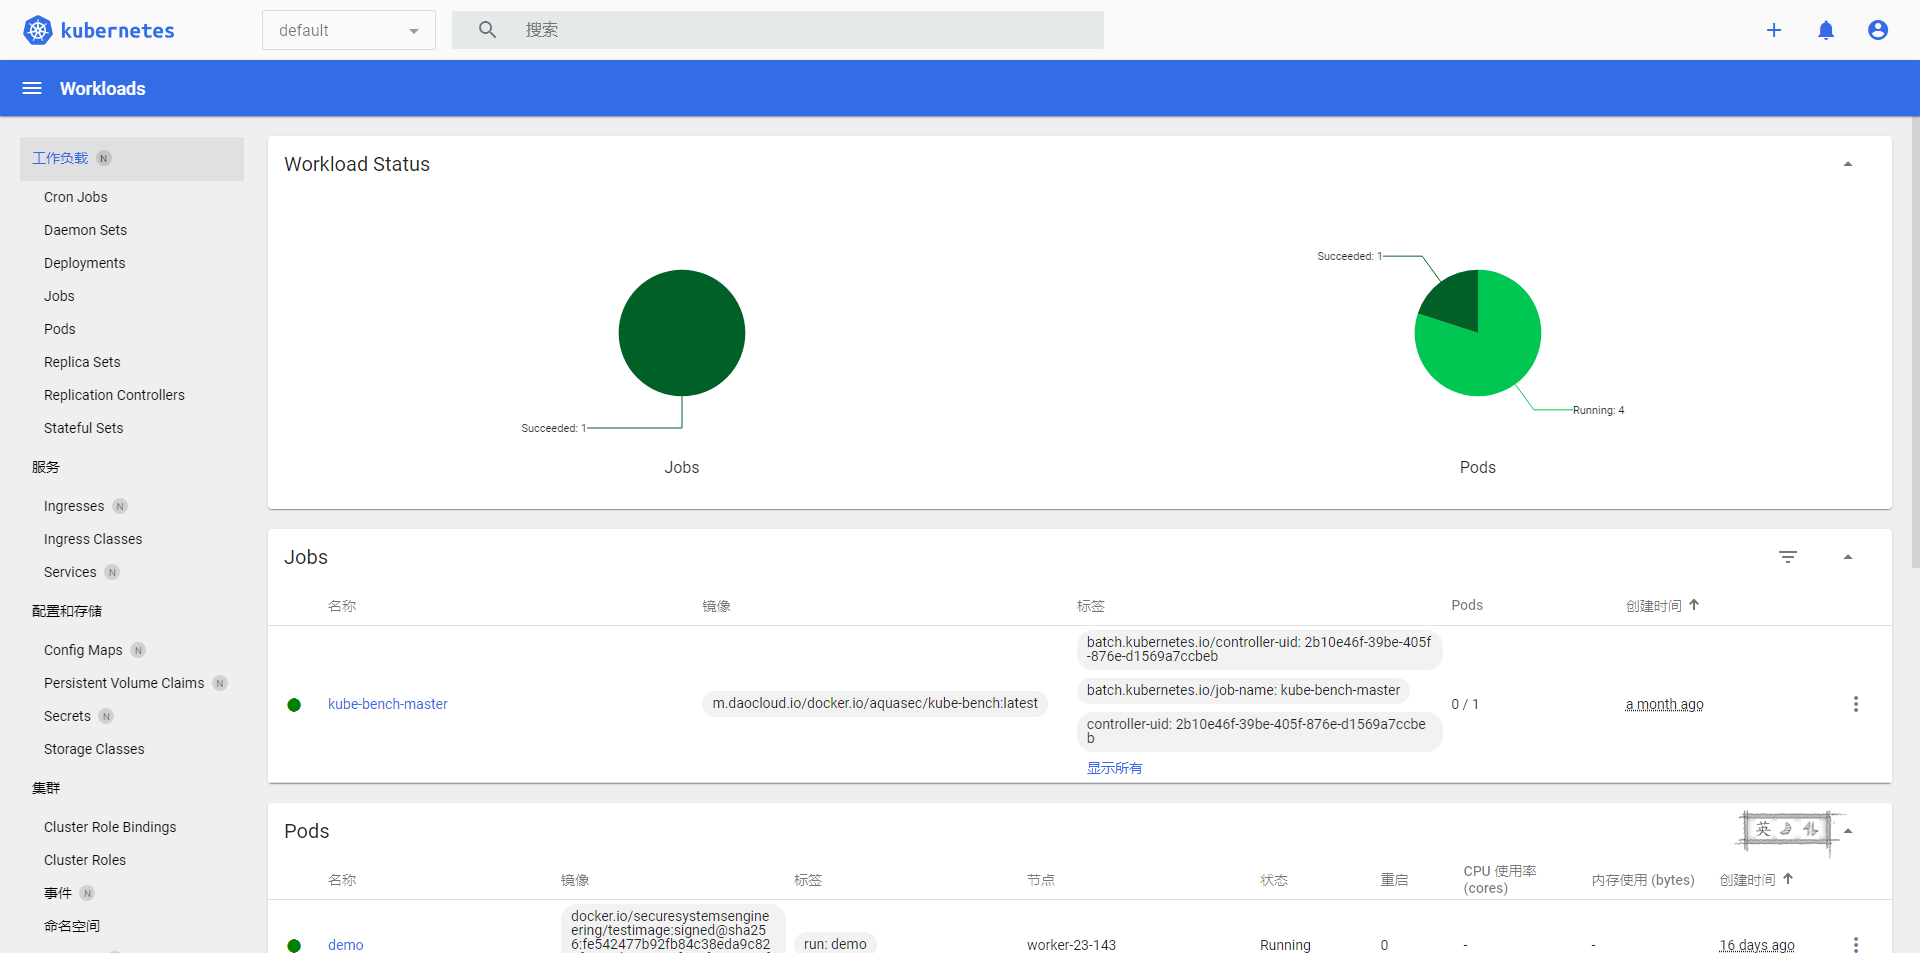 kubernetes
default
搜索
Workloads
工作负载 N
Cron Jobs
Daemon Sets
Deployments
Jobs
Pods
Replica Sets
Replication Controllers
Stateful Sets
服务
Ingresses N
Ingress Classes
Services N
配置和存储
Config Maps N
Persistent Volume Claims N
Secrets N
Storage Classes
集群
Cluster Role Bindings
Cluster Roles
事件 N
命名空间
Workload Status
Succeeded: 1
Jobs
Succeeded: 1
Running: 4
Pods
Jobs
名称 镜像 标签 Pods 创建时间
kube-bench-master
m.daocloud.io/docker.io/aquasec/kube-bench:latest
batch.kubernetes.io/controller-uid: 2b10e46f-39be-405f
-876e-d1569a7ccbeb
batch.kubernetes.io/job-name: kube-bench-master
controller-uid: 2b10e46f-39be-405f-876e-d1569a7ccbe
b
显示所有
0 / 1
a month ago
Pods
英
名称 镜像 标签 节点 状态 重启 CPU 使用率
(cores)
内存使用 (bytes) 创建时间
demo
docker.io/securesystemsengine
ering/testimage:signed@sha25
6:fe542477b92fb84c38eda9c82
run: demo
worker-23-143
Running
0
-
-
16 days ago